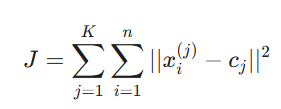 J = \sum_{j=1}^{K} \sum_{i=1}^{n} ||x_i^{(j)} - c_j||^2